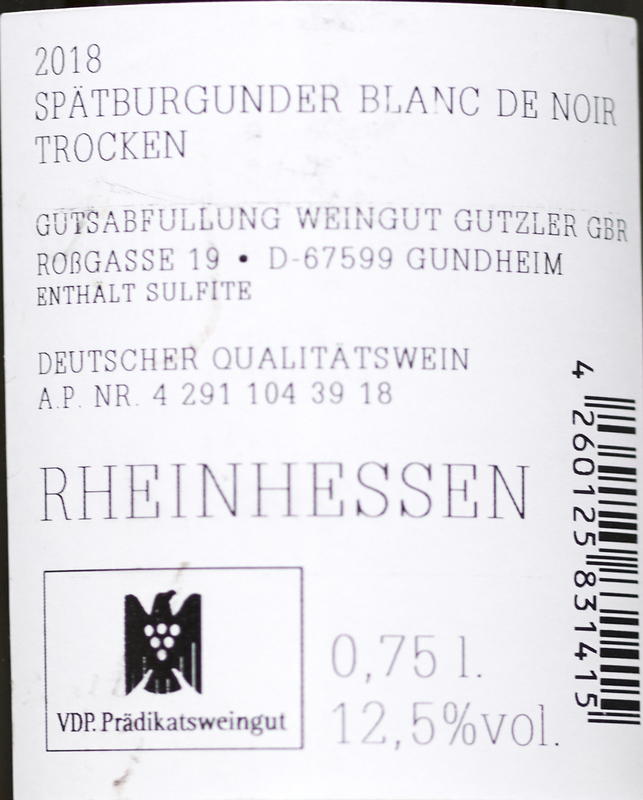 2018
SPÄTBURGUNDER BLANC DE NOIR
TROCKEN
GUTSABFÜLLUNG WEINGUT GUTZLER GBR
ROßGASSE 19 • D-67599 GUNDHEIM
ENTHÄLT SULFITE
DEUTSCHER QUALITÄTSWEIN
A.P. NR. 4 291 104 39 18
RHEINHESSEN
VDP. Prädikatsweingut
0,75 l.
12,5%vol.
4 260125 831415